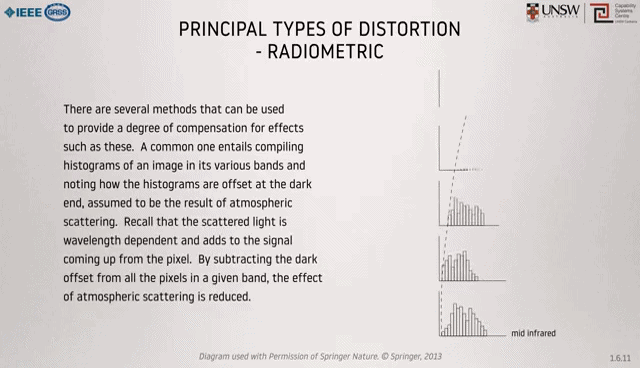 IEEE GRSS
UNSW
AUSTRALIA
Capability
Systems
Centre
PRINCIPAL TYPES OF DISTORTION
- RADIOMETRIC
There are several methods that can be used
to provide a degree of compensation for effects
such as these. A common one entails compiling
histograms of an image in its various bands and
noting how the histograms are offset at the dark
end, assumed to be the result of atmospheric
scattering. Recall that the scattered light is
wavelength dependent and adds to the signal
coming up from the pixel. By subtracting the dark
offset from all the pixels in a given band, the effect
of atmospheric scattering is reduced.
mid infrared
Diagram used with Permission of Springer Nature. © Springer, 2013
1.6.11